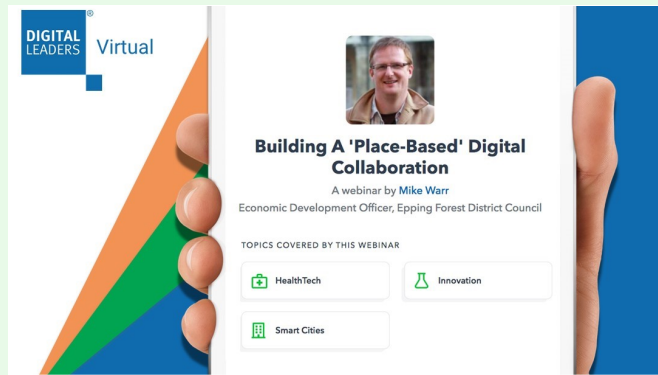 DIGITAL
LEADERS
®
Virtual
Building A 'Place-Based' Digital
Collaboration
A webinar by Mike Warr
Economic Development Officer, Epping Forest District Council
TOPICS COVERED BY THIS WEBINAR
HealthTech
Innovation
Smart Cities